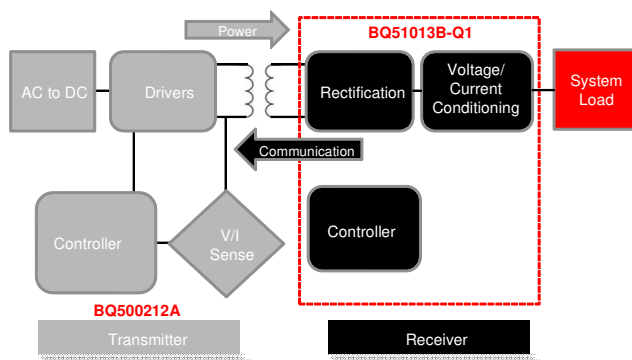 Power
BQ51013B-Q1
AC to DC
Drivers
Rectification
Voltage/
Current
Conditioning
System
Load
Communication
Controller
V/I
Sense
Controller
BQ500212A
Transmitter
Receiver